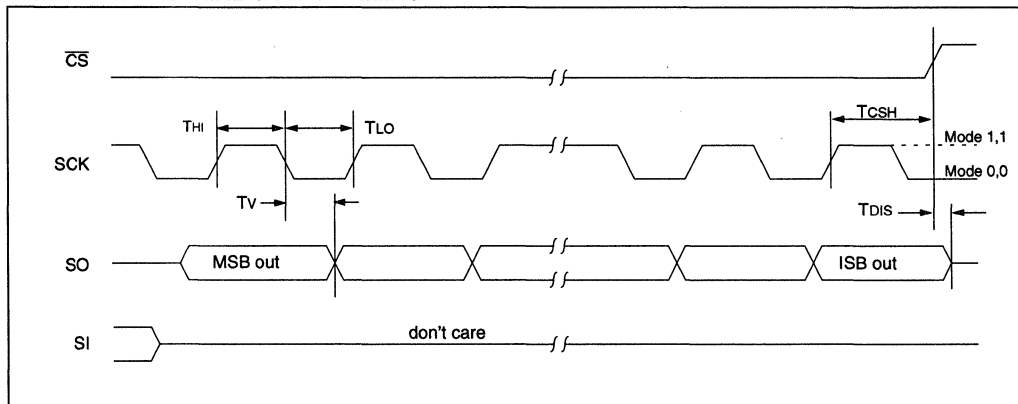 CS
THI
TLO
TCSH
SCK
Mode 1,1
Mode 0,0
TV
TDIS
SO
MSB out
ISB out
SI
don't care